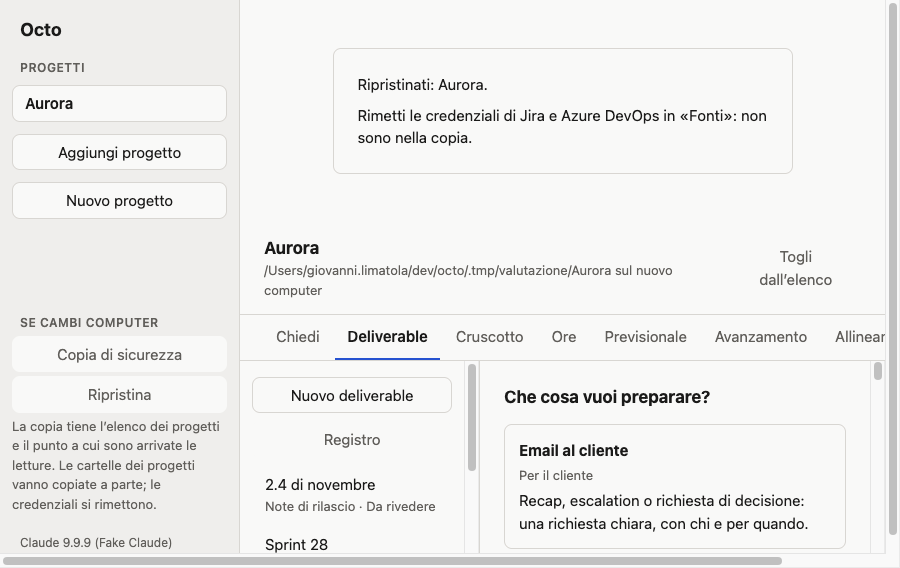 Octo
PROGETTI
Aurora
Aggiungi progetto
Nuovo progetto
SE CAMBI COMPUTER
Copia di sicurezza
Ripristina
La copia tiene l’elenco dei progetti
e il punto a cui sono arrivate le
letture. Le cartelle dei progetti
vanno copiate a parte; le
credenziali si rimettono.
Claude 9.9.9 (Fake Claude)
Ripristinati: Aurora.
Rimetti le credenziali di Jira e Azure DevOps in «Fonti»: non
sono nella copia.
Aurora
/Users/giovanni.limatola/dev/octo/.tmp/valutazione/Aurora sul nuovo
computer
Togli
dall’elenco
Chiedi Deliverable Cruscotto Ore Previsionale Avanzamento Allinear
Nuovo deliverable
Registro
2.4 di novembre
Note di rilascio · Da rivedere
Sprint 28
Che cosa vuoi preparare?
Email al cliente
Per il cliente
Recap, escalation o richiesta di decisione:
una richiesta chiara, con chi e per quando.